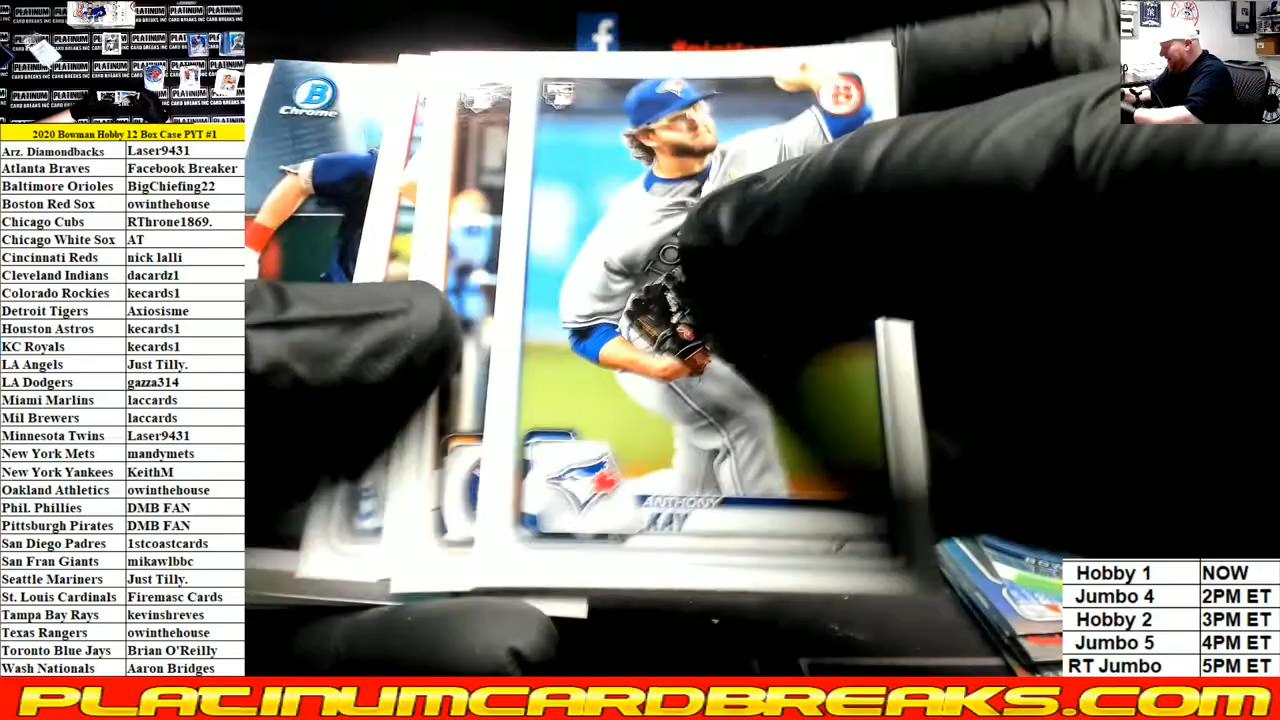 2020 Bowman Hobby 12 Box Case PYT #1
Arz. Diamondbacks Laser9431
Atlanta Braves Facebook Breaker
Baltimore Orioles BigChiefing22
Boston Red Sox owinthehouse
Chicago Cubs RThrone1869.
Chicago White Sox AT
Cincinnati Reds nick lalli
Cleveland Indians dacardz1
Colorado Rockies kecards1
Detroit Tigers Axiosisme
Houston Astros kecards1
KC Royals kecards1
LA Angels Just Tilly.
LA Dodgers gazza314
Miami Marlins laccards
Mil Brewers laccards
Minnesota Twins Laser9431
New York Mets mandymets
New York Yankees KeithM
Oakland Athletics owinthehouse
Phil. Phillies DMB FAN
Pittsburgh Pirates DMB FAN
San Diego Padres 1stcoastcards
San Fran Giants mikawlbbc
Seattle Mariners Just Tilly.
St. Louis Cardinals Firemasc Cards
Tampa Bay Rays kevinshreves
Texas Rangers owinthehouse
Toronto Blue Jays Brian O'Reilly
Wash Nationals Aaron Bridges
B
Chrome
ANTHONY
KAY
Hobby 1 NOW
Jumbo 4 2PM ET
Hobby 2 3PM ET
Jumbo 5 4PM ET
RT Jumbo 5PM ET
PLATINUMCARDBREAKS.COM